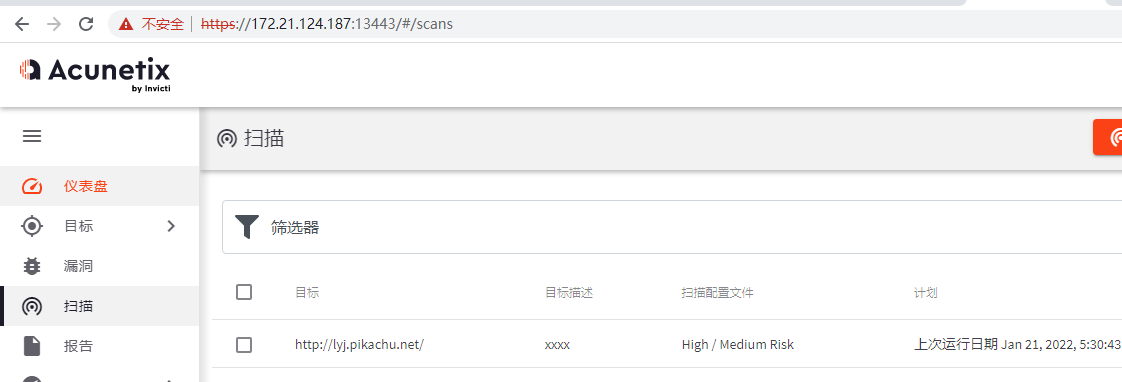 不安全 https://172.21.124.187:13443/#/scans
Acunetix
by Invicti
扫描
仪表盘
目标
漏洞
扫描
报告
筛选器
目标 目标描述 扫描配置文件 计划
http://lyj.pikachu.net/ xxxx High / Medium Risk 上次运行日期 Jan 21, 2022, 5:30:43